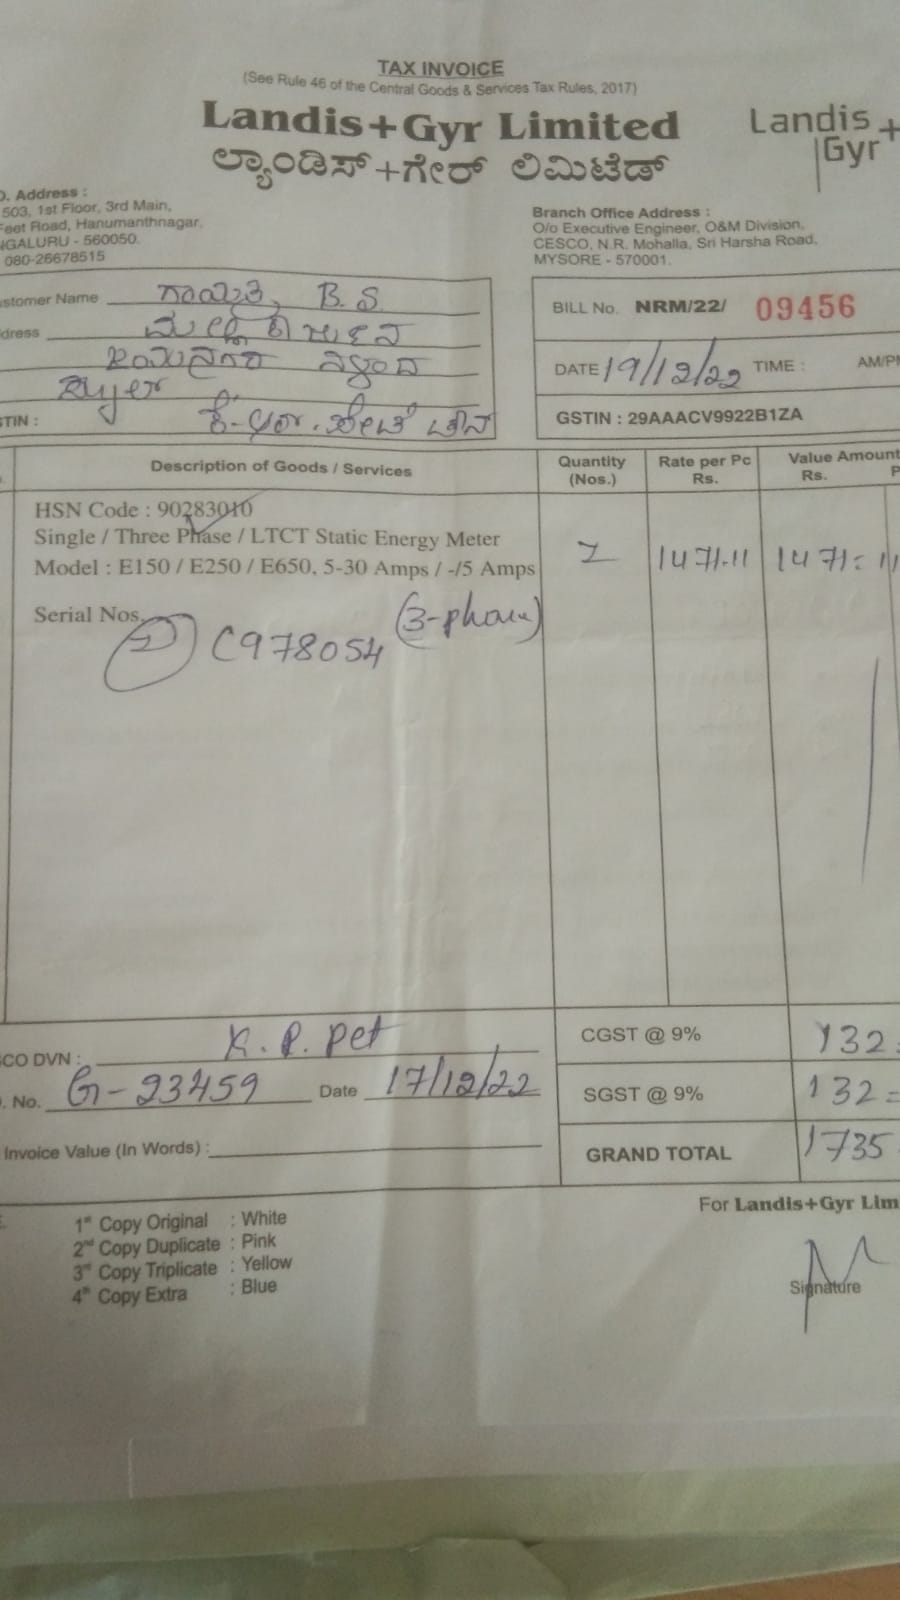 TAX INVOICE
(See Rule 46 of the Central Goods & Services Tax Rules, 2017)
Landis+Gyr Limited
ಲ್ಯಾಂಡಿಸ್+ಗೇರ್ ಲಿಮಿಟೆಡ್
Landis+
Gyr
Address :
503, 1st Floor, 3rd Main,
Feet Road, Hanumanthnagar,
560050.
080-26678515
Branch Office Address :
O/o Executive Engineer, O&M Division,
CESCO, N.R. Mohalla, Sri Harsha Road,
MYSORE - 570001.
Customer Name B.S.
BILL No. NRM/22/ 09456
DATE 19/12/22 TIME : AM/PM
GSTIN : 29AAACV9922B1ZA
Description of Goods / Services
Quantity (Nos.)
Rate per Pc Rs.
Value Amount Rs. P
HSN Code : 90283010
Single / Three Phase / LTCT Static Energy Meter
Model : E150 / E250 / E650, 5-30 Amps / -/5 Amps
1 1471.11 1471=11
Serial Nos. (3-phase)
C978054
DVN : K. R. Pet
No. G-23459 Date 17/12/22
Invoice Value (In Words) :
CGST @ 9% 132
SGST @ 9% 132=
GRAND TOTAL 1735
For Landis+Gyr Lim
1st Copy Original : White
2nd Copy Duplicate : Pink
3rd Copy Triplicate : Yellow
4th Copy Extra : Blue
Signature